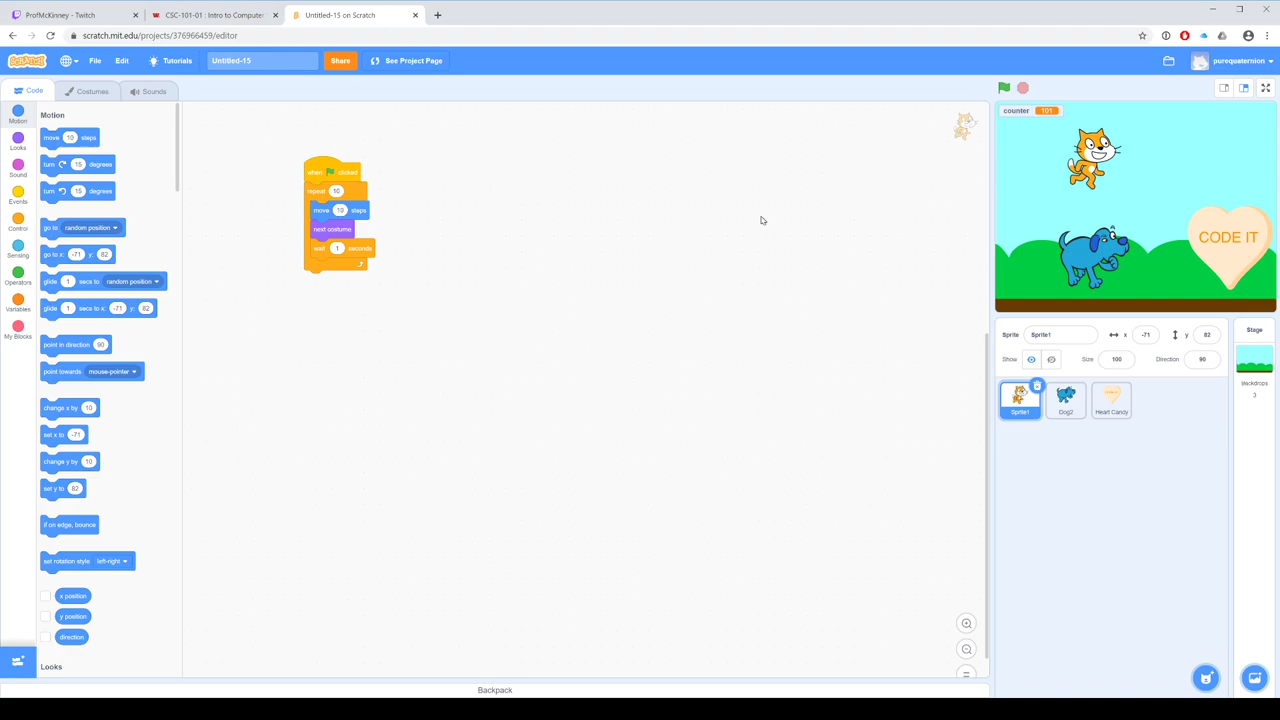 ProfMcKinney - Twitch
CSC-101-01 : Intro to Computer
Untitled-15 on Scratch
scratch.mit.edu/projects/376966459/editor
SCRATCH
File
Edit
Tutorials
Untitled-15
Share
See Project Page
purequaternion
Code
Costumes
Sounds
Motion
Looks
Sound
Events
Control
Sensing
Operators
Variables
My Blocks
Motion
move 10 steps
turn 15 degrees
turn 15 degrees
go to random position
go to x: -71 y: 82
glide 1 secs to random position
glide 1 secs to x: -71 y: 82
point in direction 90
point towards mouse-pointer
change x by 10
set x to -71
change y by 10
set y to 82
if on edge, bounce
set rotation style left-right
x position
y position
direction
Looks
when clicked
repeat 10
move 10 steps
next costume
wait 1 seconds
Backpack
counter 101
CODE IT
Sprite Sprite1 x -71 y 82
Show Size 100 Direction 90
Sprite1
Dog2
Heart Candy
Stage
Backdrops
3